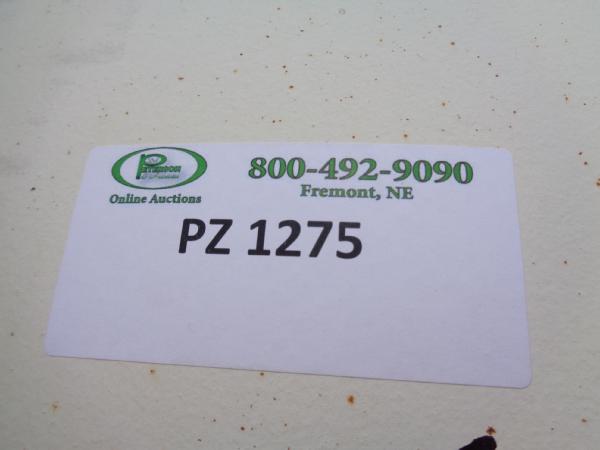 800-492-9090
Fremont, NE
Online Auctions
PZ 1275